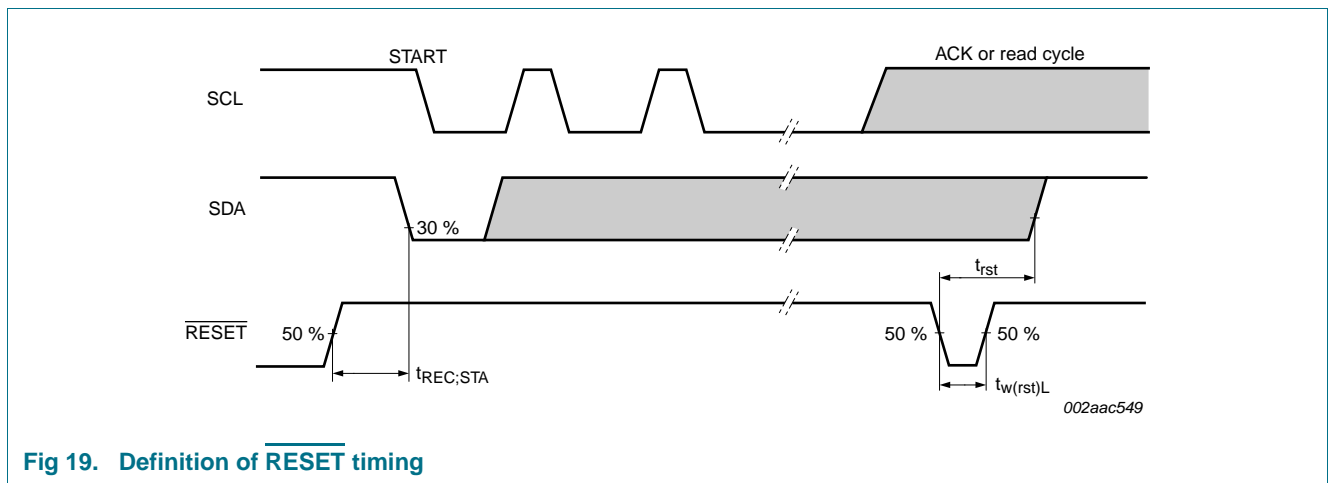 START
ACK or read cycle
SCL
SDA
30 %
t_rst
RESET
50 %
50 %
50 %
t_REC;STA
t_w(rst)L
002aac549
Fig 19. Definition of RESET timing